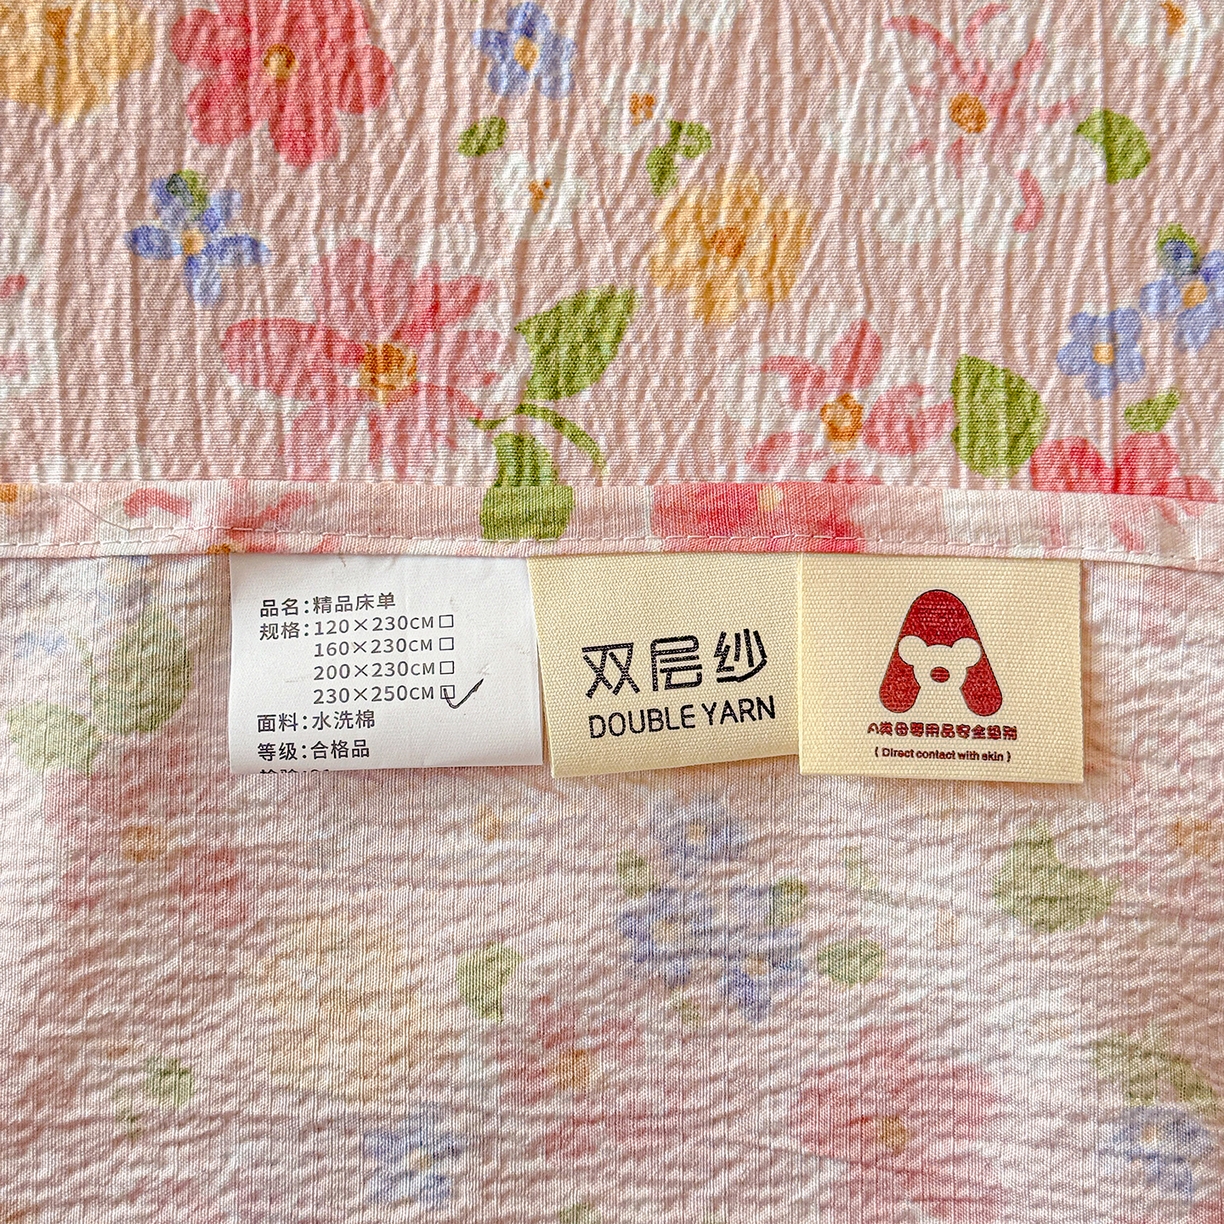 品名:精品床单
规格:120×230CM□
160×230CM□
200×230CM□
230×250CM☑
面料:水洗棉
等级:合格品
双层纱
DOUBLE YARN
A类母婴用品安全级别
( Direct contact with skin )